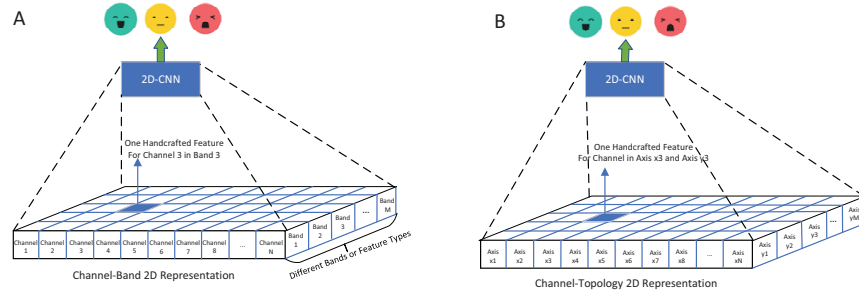 A
2D-CNN
One Handcrafted Feature
For Channel 3 in Band 3
Channel 1
Channel 2
Channel 3
Channel 4
Channel 5
Channel 6
Channel 7
Channel 8
...
Channel N
Band 1
Band 2
Band 3
...
Band M
Different Bands or Feature Types
Channel-Band 2D Representation
B
2D-CNN
One Handcrafted Feature
For Channel in Axis x3 and Axis y3
Axis x1
Axis x2
Axis x3
Axis x4
Axis x5
Axis x6
Axis x7
Axis x8
...
Axis xN
Axis y1
Axis y2
Axis y3
...
Axis yM
Channel-Topology 2D Representation